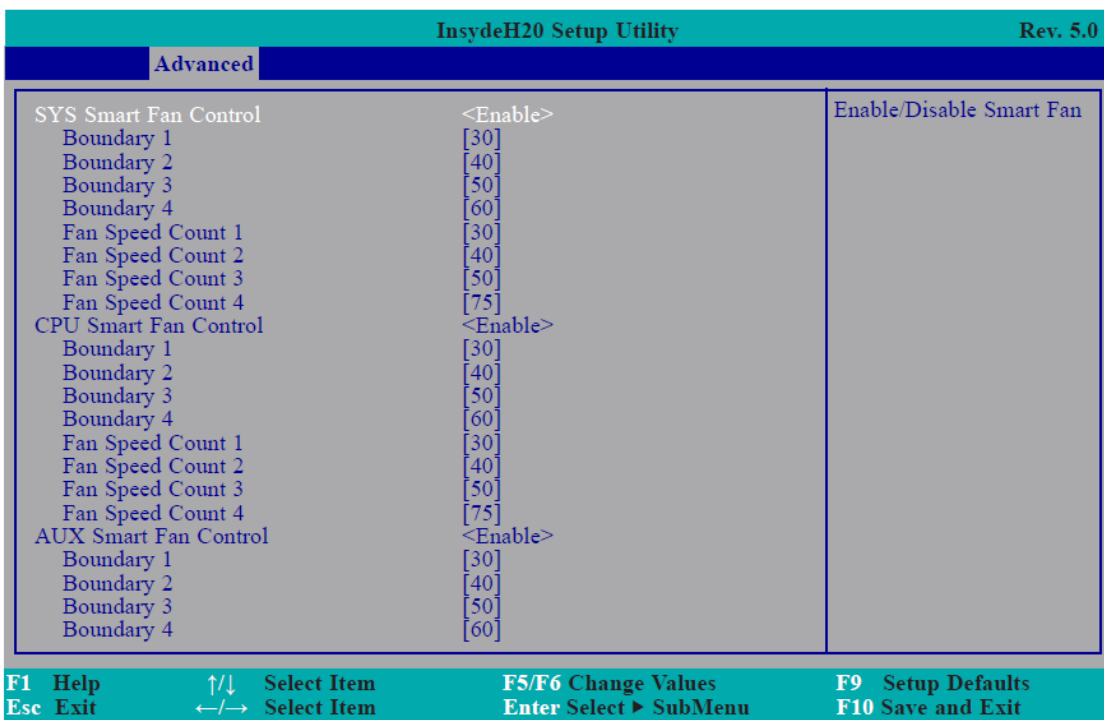 InsydeH20 Setup Utility Rev. 5.0
Advanced
SYS Smart Fan Control <Enable> Enable/Disable Smart Fan
Boundary 1 [30]
Boundary 2 [40]
Boundary 3 [50]
Boundary 4 [60]
Fan Speed Count 1 [30]
Fan Speed Count 2 [40]
Fan Speed Count 3 [50]
Fan Speed Count 4 [75]
CPU Smart Fan Control <Enable>
Boundary 1 [30]
Boundary 2 [40]
Boundary 3 [50]
Boundary 4 [60]
Fan Speed Count 1 [30]
Fan Speed Count 2 [40]
Fan Speed Count 3 [50]
Fan Speed Count 4 [75]
AUX Smart Fan Control <Enable>
Boundary 1 [30]
Boundary 2 [40]
Boundary 3 [50]
Boundary 4 [60]
F1 Help ↑/↓ Select Item F5/F6 Change Values F9 Setup Defaults
Esc Exit ←/→ Select Item Enter Select ▶ SubMenu F10 Save and Exit